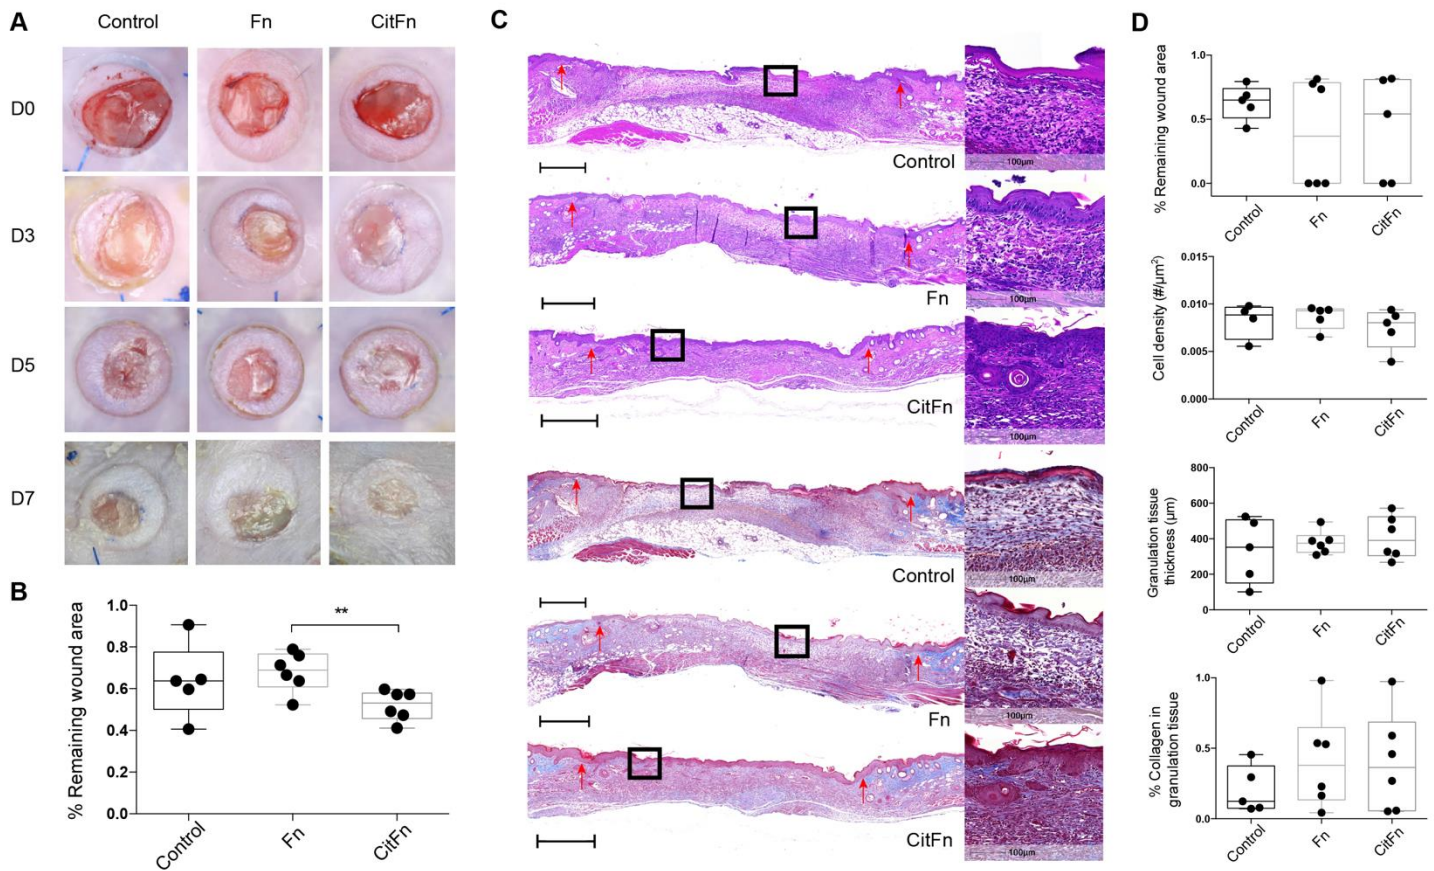 A
Control
Fn
CitFn
D0
D3
D5
D7
B
% Remaining wound area
1.0
0.8
0.6
0.4
0.2
0.0
**
Control
Fn
CitFn
C
Control
100µm
Fn
100µm
CitFn
100µm
Control
100µm
Fn
100µm
CitFn
100µm
D
% Remaining wound area
1.0
0.5
0.0
Control
Fn
CitFn
Cell density (#/µm²)
0.015
0.010
0.005
0.000
Control
Fn
CitFn
Granulation tissue
thickness (µm)
800
600
400
200
0
Control
Fn
CitFn
% Collagen in
granulation tissue
1.0
0.5
0.0
Control
Fn
CitFn